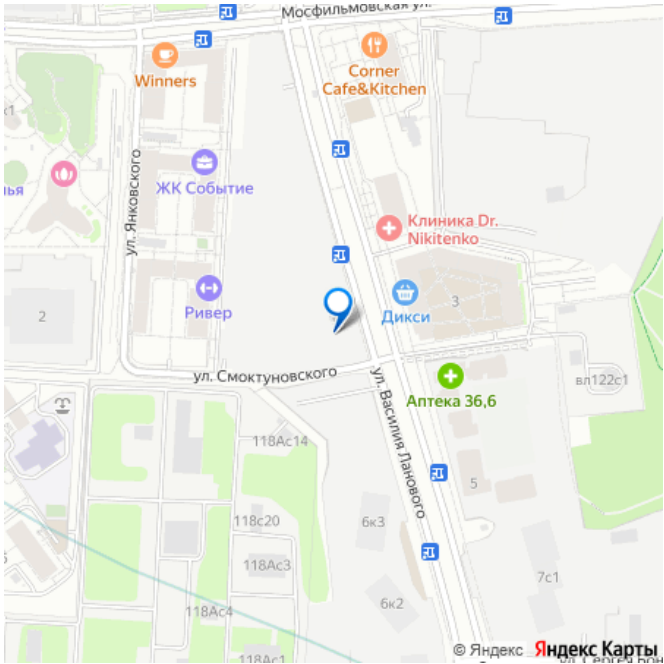 Мосфильмовская ул.
Winners
Corner
Cafe&Kitchen
к1
ул. Янковского
ЖК Событие
Клиника Dr.
Nikitenko
Ривер
Дикси
3
2
ул. Смоктуновского
ул. Василия Ланового
Аптека 36,6
вл122с1
118Ас14
5
118с20
6к3
118Ас3
7с1
6к2
118Ас4
118Ас1
© Яндекс Яндекс Карты